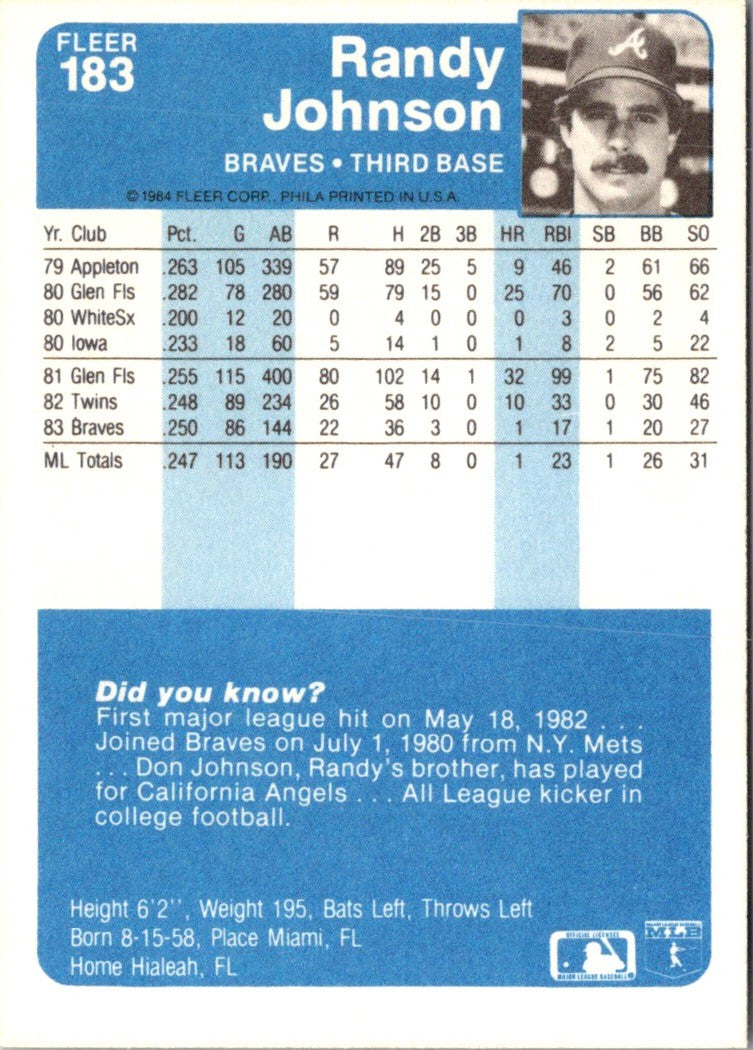 FLEER
183
Randy
Johnson
BRAVES • THIRD BASE
© 1984 FLEER CORP., PHILA PRINTED IN U.S.A.
Yr. Club Pct. G AB R H 2B 3B HR RBI SB BB SO
79 Appleton .263 105 339 57 89 25 5 9 46 2 61 66
80 Glen Fls .282 78 280 59 79 15 0 25 70 0 56 62
80 WhiteSx .200 12 20 0 4 0 0 0 3 0 2 4
80 Iowa .233 18 60 5 14 1 0 1 8 2 5 22
81 Glen Fls .255 115 400 80 102 14 1 32 99 1 75 82
82 Twins .248 89 234 26 58 10 0 10 33 0 30 46
83 Braves .250 86 144 22 36 3 0 1 17 1 20 27
ML Totals .247 113 190 27 47 8 0 1 23 1 26 31
Did you know?
First major league hit on May 18, 1982 . . .
Joined Braves on July 1, 1980 from N.Y. Mets
. . . Don Johnson, Randy's brother, has played
for California Angels . . . All League kicker in
college football.
Height 6'2'', Weight 195, Bats Left, Throws Left
Born 8-15-58, Place Miami, FL
Home Hialeah, FL
OFFICIAL LICENSEE
MAJOR LEAGUE BASEBALL
MAJOR LEAGUE BASEBALL
MLB